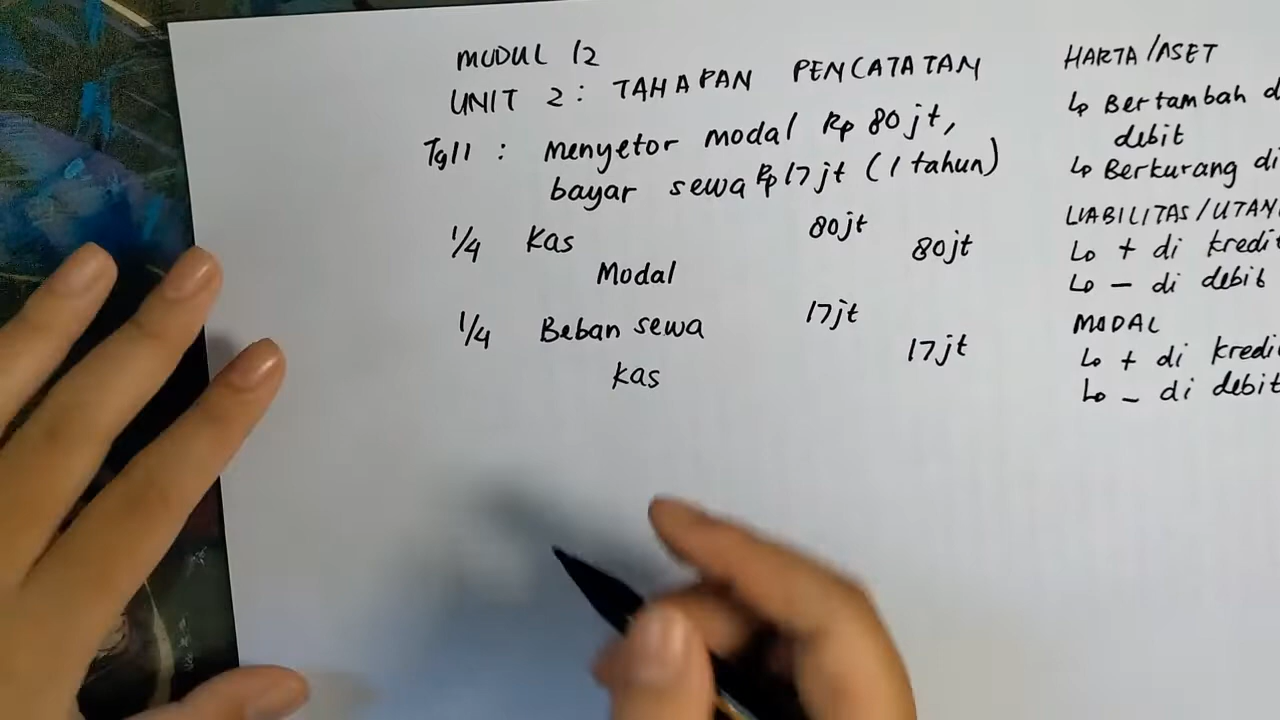 MODUL 12
UNIT 2: TAHAPAN PENCATATAN
Tgl1 : menyetor modal Rp 80jt,
bayar sewa Rp 17jt (1 tahun)
1/4 Kas 80jt
Modal 80jt
1/4 Beban sewa 17jt
Kas 17jt
HARTA/ASET
↳ Bertambah d
debit
↳ Berkurang di
LIABILITAS/UTAN
↳ + di kredit
↳ - di debit
MODAL
↳ + di kredit
↳ - di debit